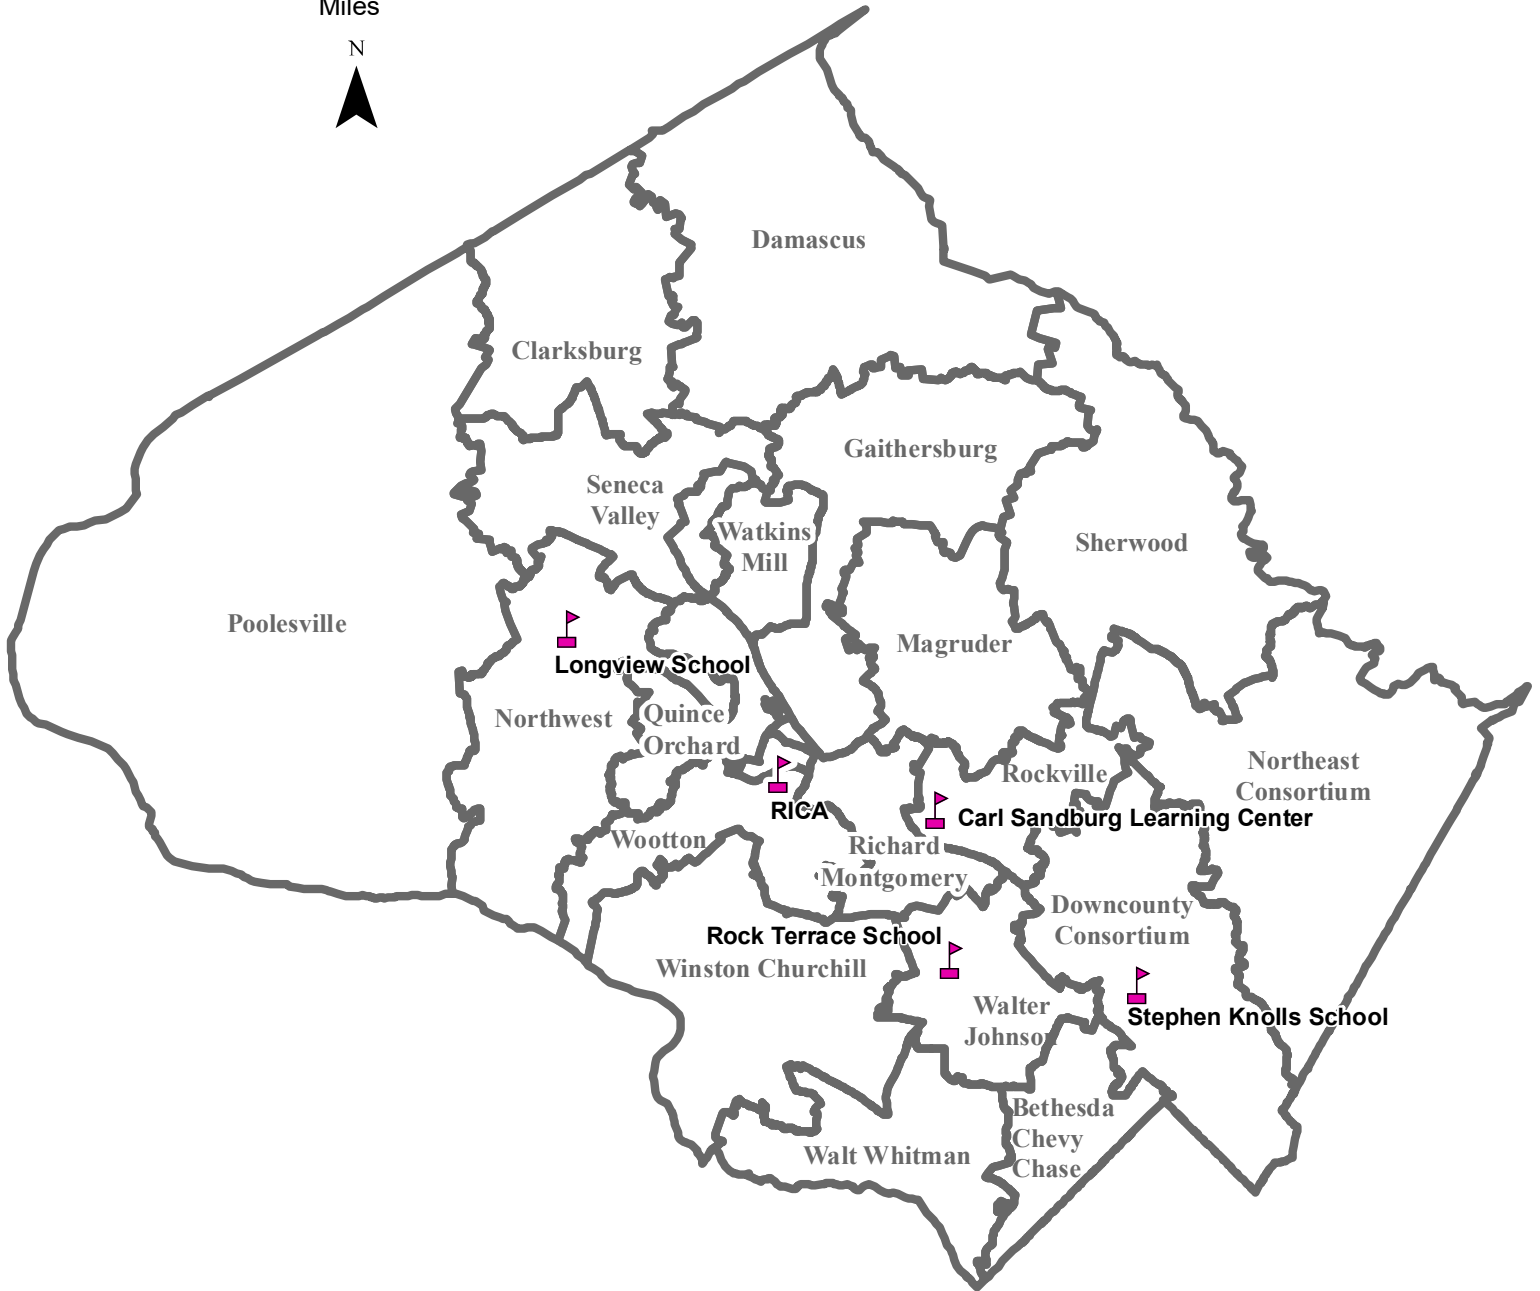 Miles
N
Damascus
Clarksburg
Gaithersburg
Seneca
Valley
Watkins
Mill
Sherwood
Poolesville
Magruder
Longview School
Northwest
Quince
Orchard
Rockville
Northeast
Consortium
RICA
Carl Sandburg Learning Center
Wootton
Richard
Montgomery
Downcounty
Consortium
Rock Terrace School
Winston Churchill
Walter
Johnson
Stephen Knolls School
Bethesda
Chevy
Chase
Walt Whitman